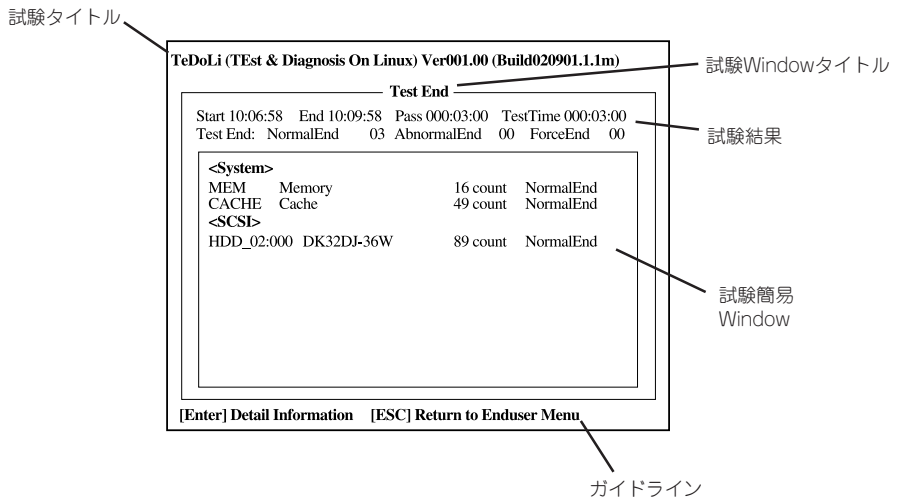 試験タイトル
TeDoLi (TEst & Diagnosis On Linux) Ver001.00 (Build020901.1.1m)
試験Windowタイトル
Test End
Start 10:06:58 End 10:09:58 Pass 000:03:00 TestTime 000:03:00
Test End: NormalEnd 03 AbnormalEnd 00 ForceEnd 00
試験結果
<System>
MEM Memory 16 count NormalEnd
CACHE Cache 49 count NormalEnd
<SCSI>
HDD_02:000 DK32DJ-36W 89 count NormalEnd
試験簡易
Window
[Enter] Detail Information [ESC] Return to Enduser Menu
ガイドライン